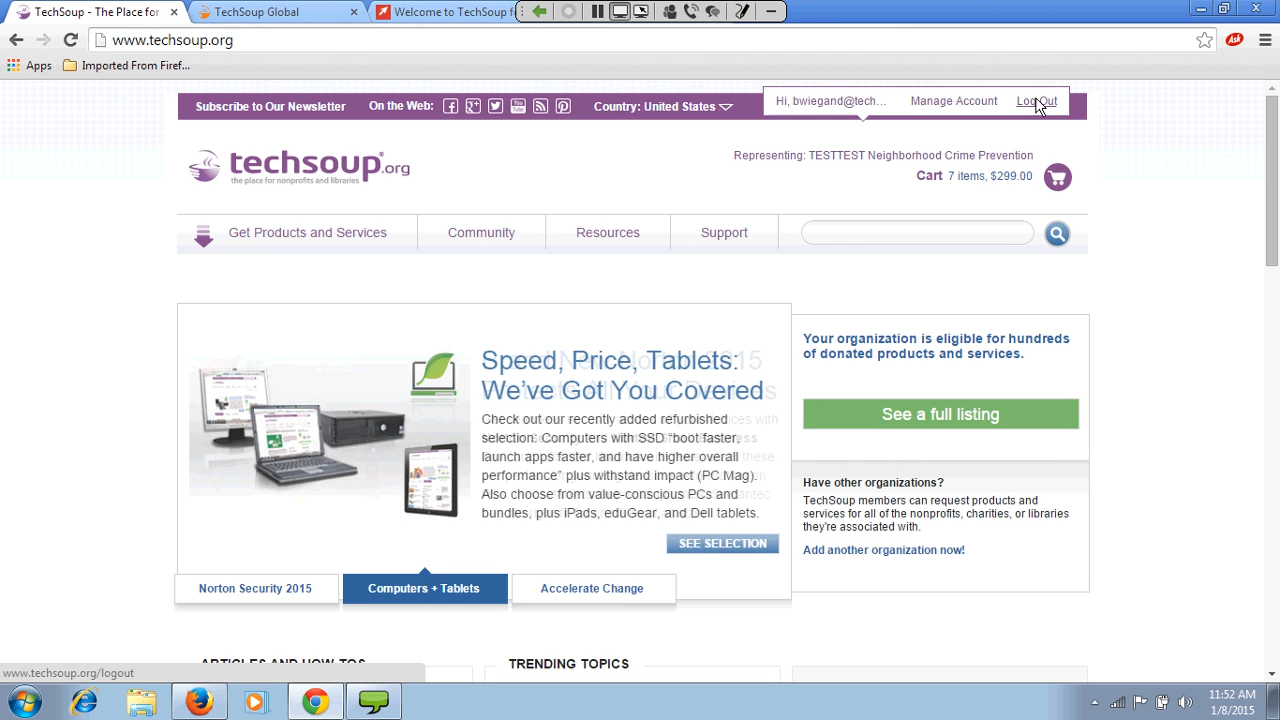 TechSoup - The Place for
TechSoup Global
Welcome to TechSoup f
www.techsoup.org
Ask
Apps
Imported From Firef...
Subscribe to Our Newsletter
On the Web:
You
Tube
Country: United States
Hi, bwiegand@tech...
Manage Account
Log Out
techsoup.org
the place for nonprofits and libraries
Representing: TESTTEST Neighborhood Crime Prevention
Cart 7 items, $299.00
Get Products and Services
Community
Resources
Support
Speed, Price, Tablets:
We've Got You Covered
Check out our recently added refurbished
selection: Computers with SSD "boot faster,
launch apps faster, and have higher overall
performance" plus withstand impact (PC Mag).
Also choose from value-conscious PCs and
bundles, plus iPads, eduGear, and Dell tablets.
SEE SELECTION
Norton Security 2015
Computers + Tablets
Accelerate Change
Your organization is eligible for hundreds
of donated products and services.
See a full listing
Have other organizations?
TechSoup members can request products and
services for all of the nonprofits, charities, or libraries
they're associated with.
Add another organization now!
ARTICLES AND HOW-TOS
TRENDING TOPICS
www.techsoup.org/logout
11:52 AM
1/8/2015